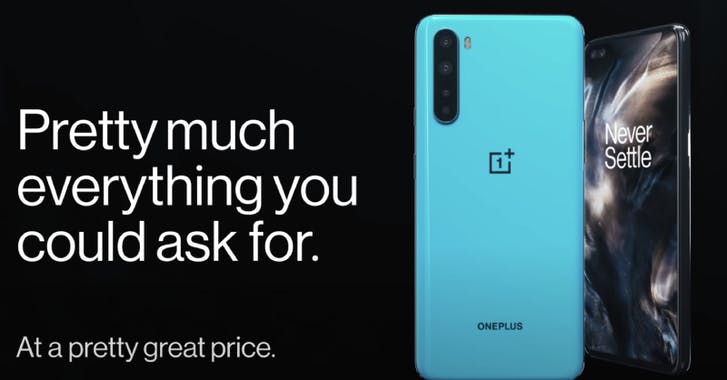 Pretty much
everything you
could ask for.
At a pretty great price.
1+
ONEPLUS
Never
Settle